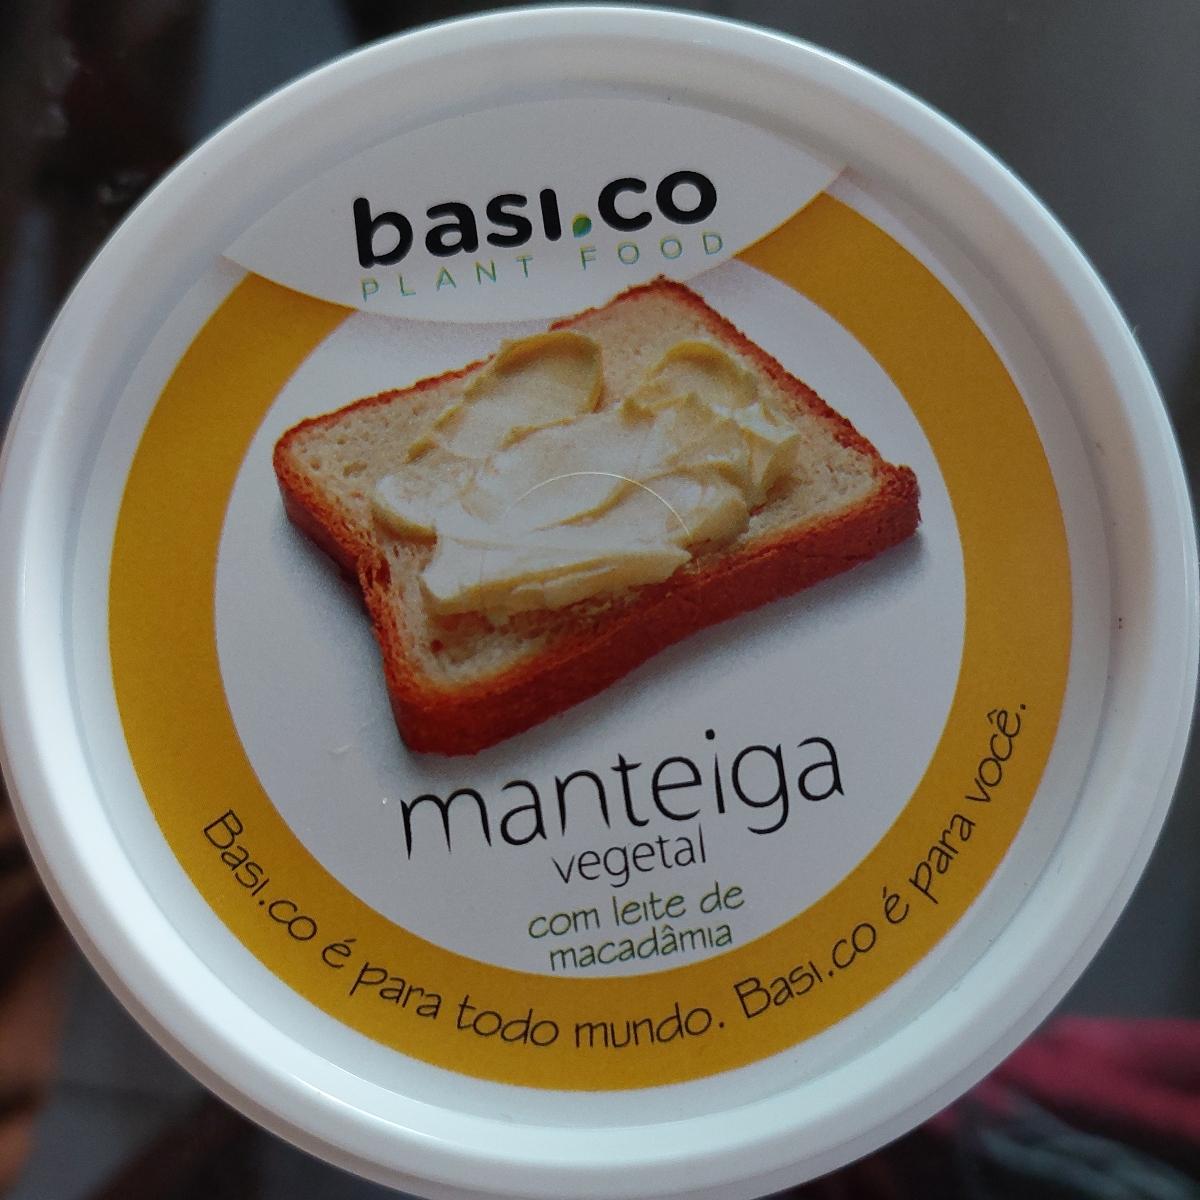 basi.co
PLANT FOOD
manteiga
vegetal
com leite de
macadâmia
Basi.co é para todo mundo. Basi.co é para você.